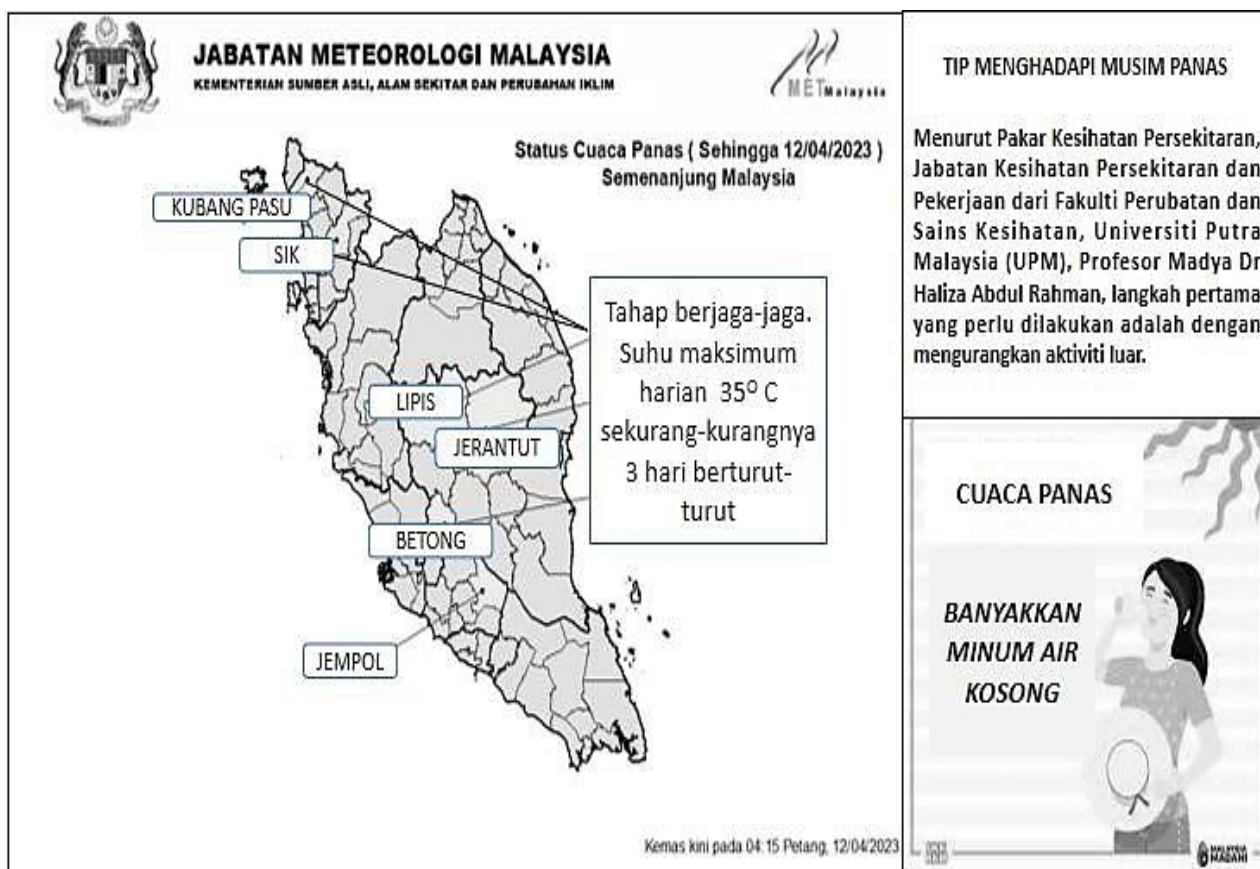 JABATAN METEOROLOGI MALAYSIA
KEMENTERIAN SUMBER ASLI, ALAM SEKITAR DAN PERUBAHAN IKLIM
METMalaysia
Status Cuaca Panas ( Sehingga 12/04/2023 )
Semenanjung Malaysia
KUBANG PASU
SIK
LIPIS
JERANTUT
BETONG
JEMPOL
Tahap berjaga-jaga.
Suhu maksimum
harian 35⁰ C
sekurang-kurangnya
3 hari berturut-
turut
Kemas kini pada 04:15 Petang, 12/04/2023
TIP MENGHADAPI MUSIM PANAS
Menurut Pakar Kesihatan Persekitaran,
Jabatan Kesihatan Persekitaran dan
Pekerjaan dari Fakulti Perubatan dan
Sains Kesihatan, Universiti Putra
Malaysia (UPM), Profesor Madya Dr
Haliza Abdul Rahman, langkah pertama
yang perlu dilakukan adalah dengan
mengurangkan aktiviti luar.
CUACA PANAS
BANYAKKAN
MINUM AIR
KOSONG
MALAYSIA
MADANI